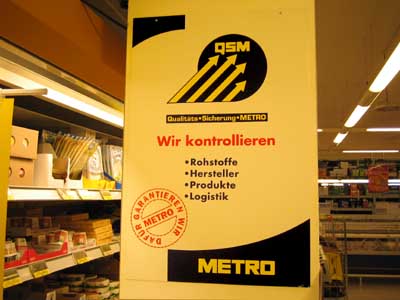 QSM
Qualitäts•Sicherung•METRO
Wir kontrollieren
•Rohstoffe
•Hersteller
•Produkte
•Logistik
DAFÜR GARANTIEREN WIR
METRO
METRO